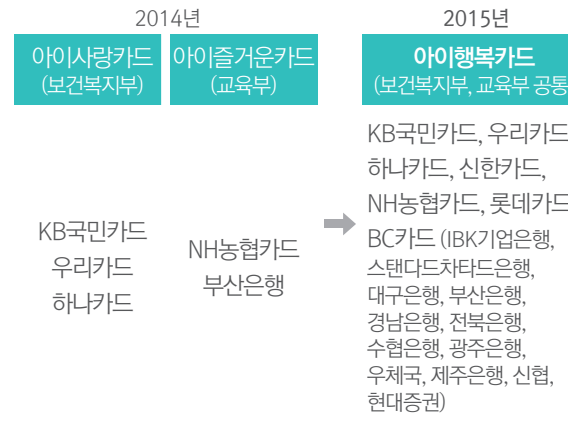 2014년
2015년
아이사랑카드
(보건복지부)
아이즐거운카드
(교육부)
아이행복카드
(보건복지부, 교육부 공통
KB국민카드
우리카드
하나카드
NH농협카드
부산은행
KB국민카드, 우리카드
하나카드, 신한카드,
NH농협카드, 롯데카드
BC카드 (IBK기업은행,
스탠다드차타드은행,
대구은행, 부산은행,
경남은행, 전북은행,
수협은행, 광주은행,
우체국, 제주은행, 신협,
현대증권)